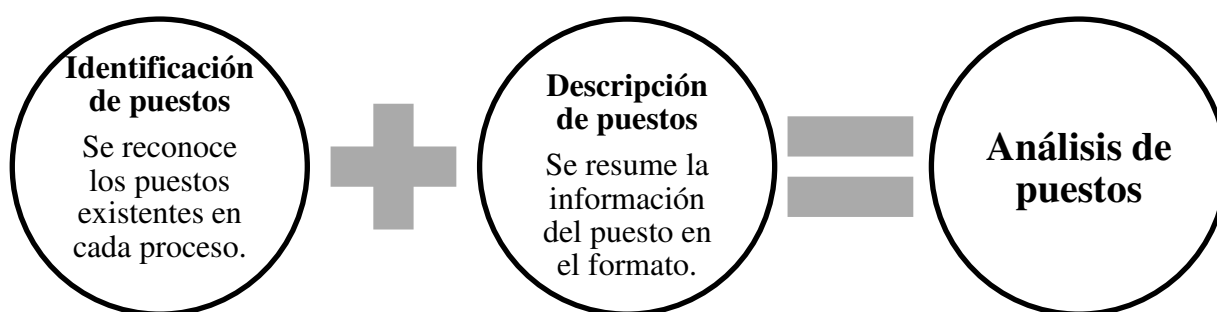 Identificación
de puestos
Se reconoce
los puestos
existentes en
cada proceso.
Descripción
de puestos
Se resume la
información
del puesto en
el formato.
Análisis de
puestos